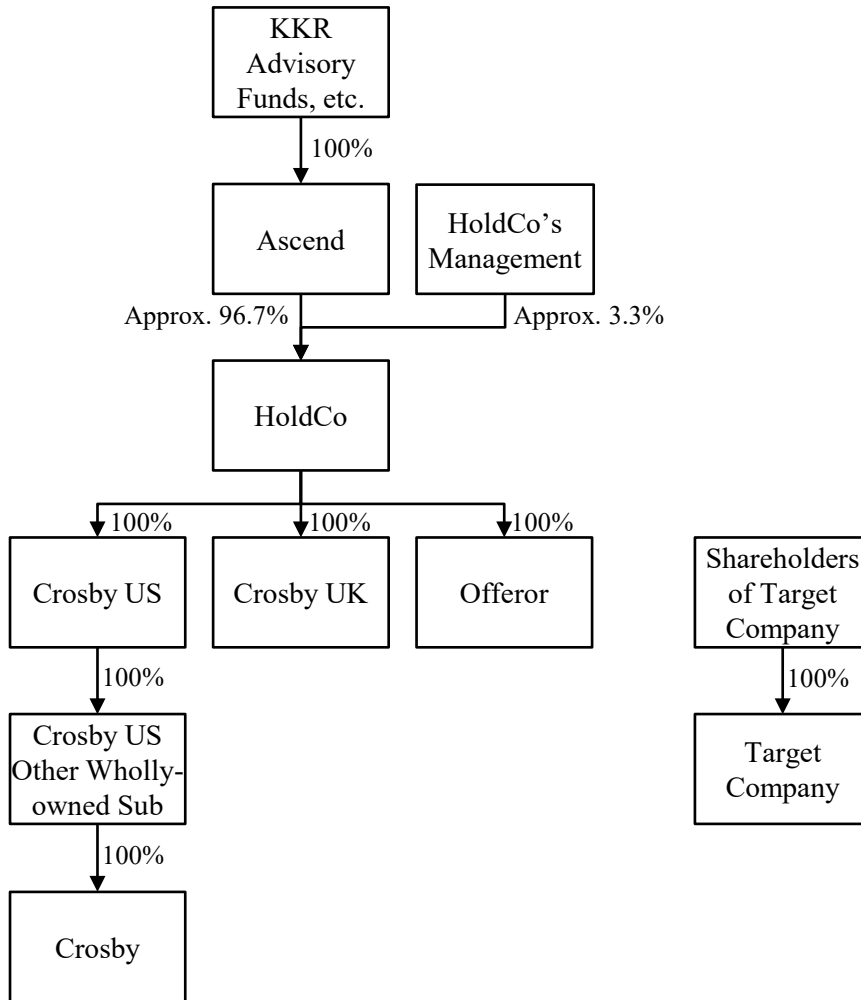 KKR
Advisory
Funds, etc.
100%
Ascend
HoldCo’s
Management
Approx. 96.7%
Approx. 3.3%
HoldCo
100%
100%
100%
Crosby US
Crosby UK
Offeror
Shareholders
of Target
Company
100%
100%
Crosby US
Other Wholly-
owned Sub
Target
Company
100%
Crosby